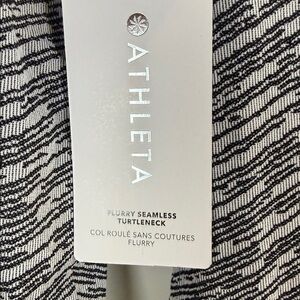 ATHLETA
FLURRY SEAMLESS
TURTLENECK
COL ROULÉ SANS COUTURES
FLURRY